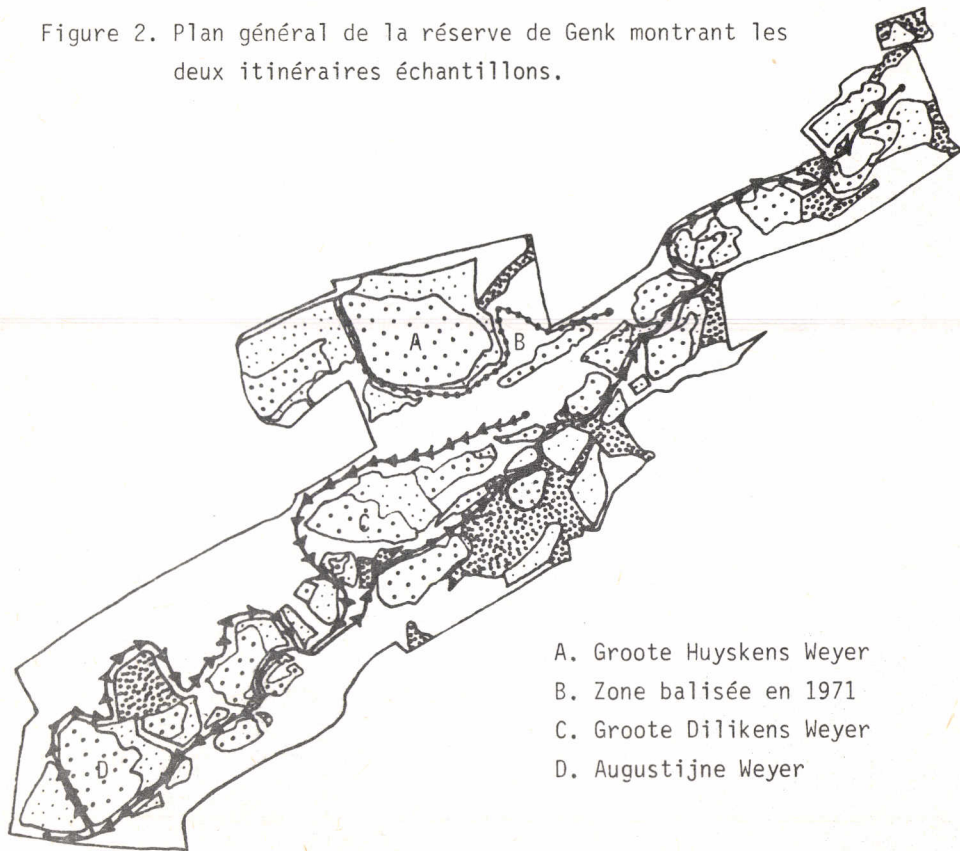 Figure 2. Plan général de la réserve de Genk montrant les
deux itinéraires échantillons.
A
B
C
D
A. Groote Huyskens Weyer
B. Zone balisée en 1971
C. Groote Dilikens Weyer
D. Augustijne Weyer